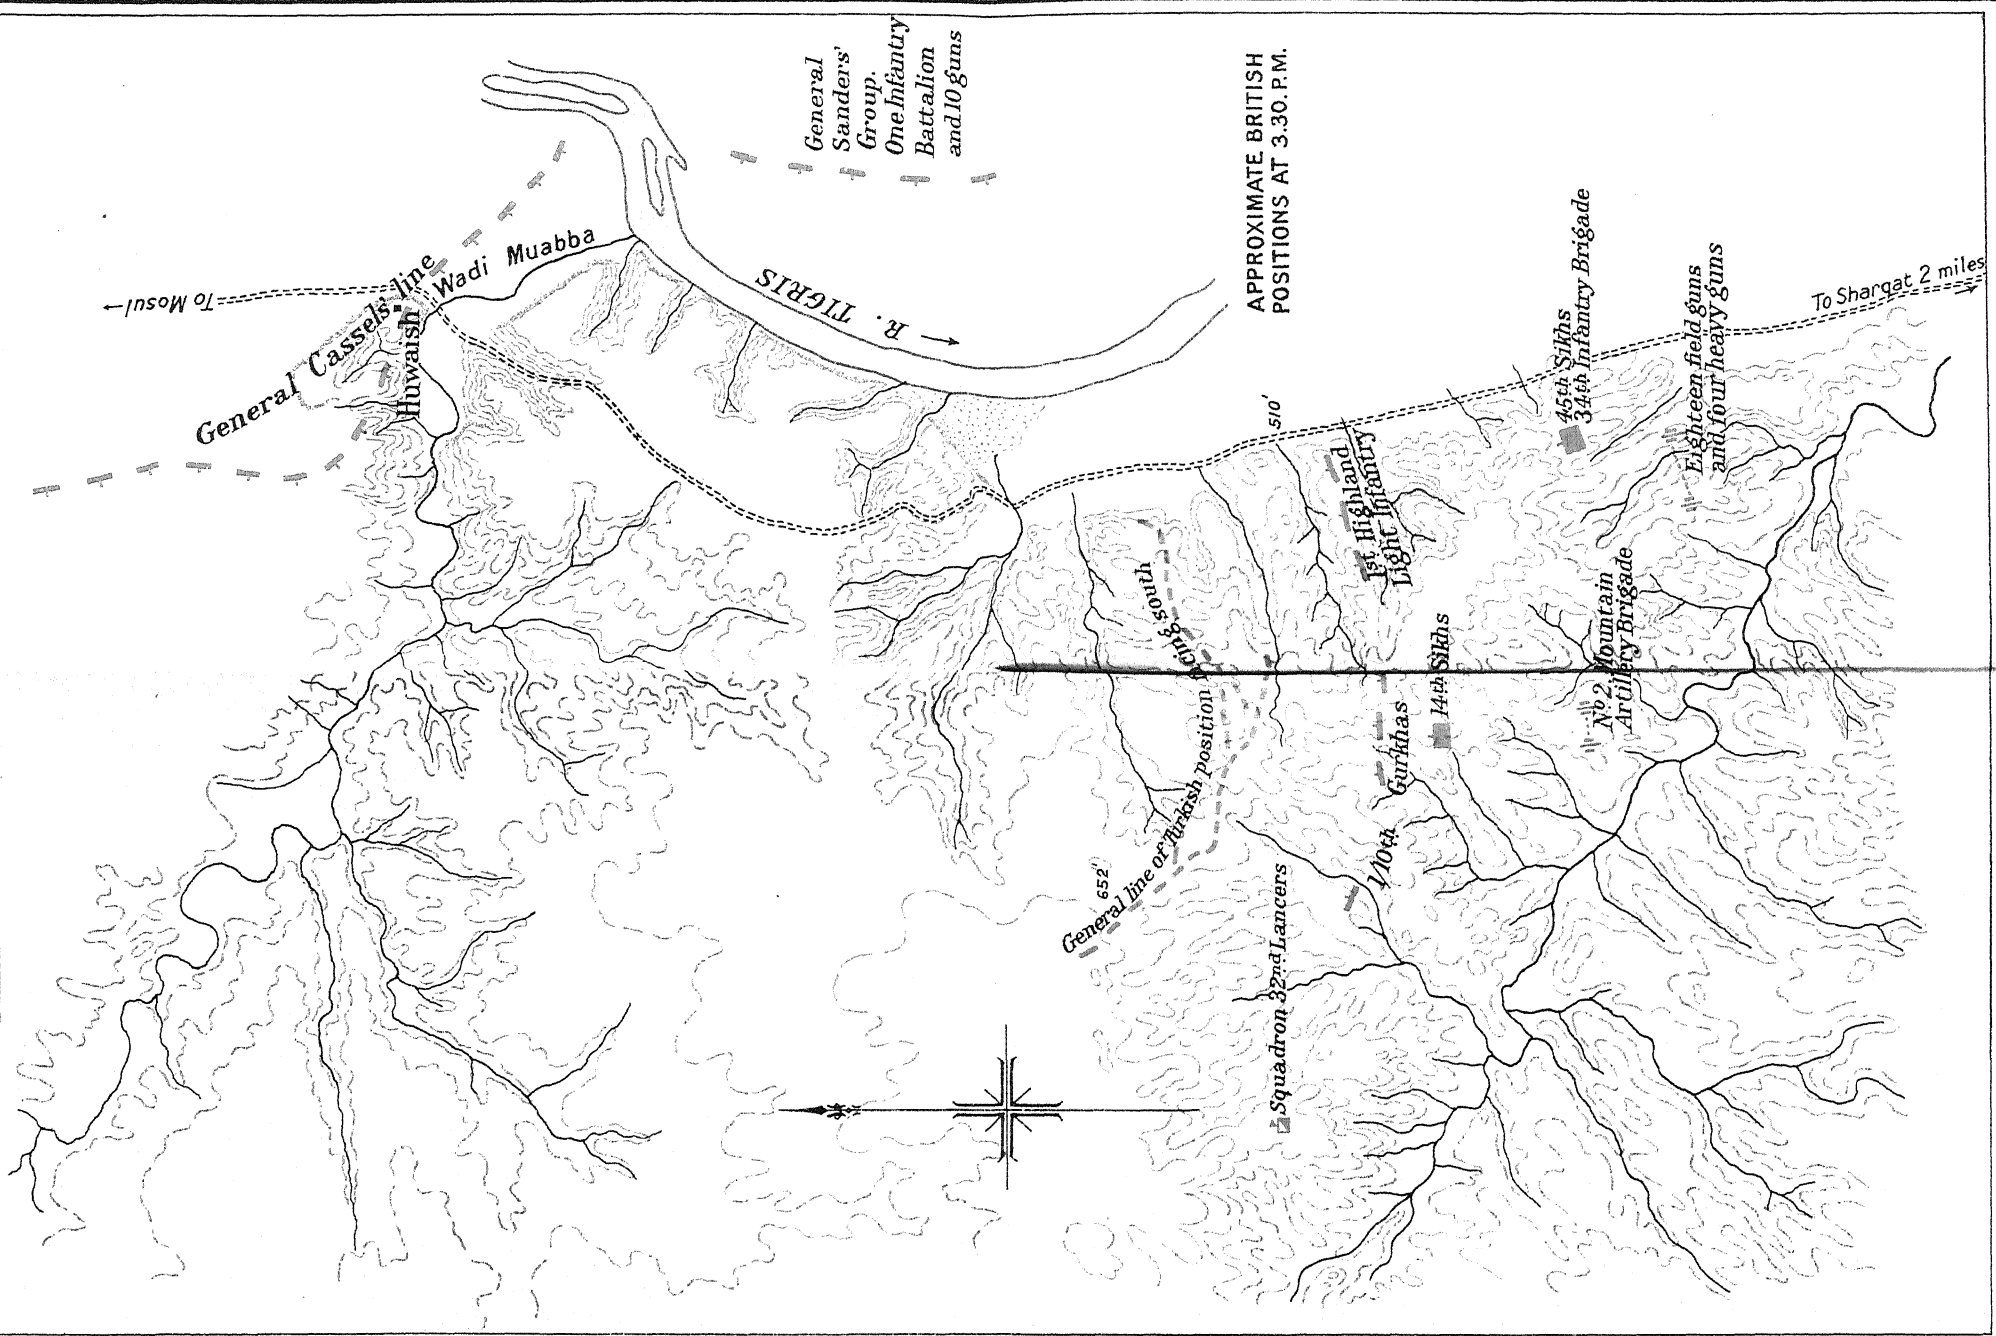 General
Sanders'
Group.
One Infantry
Battalion
and 10 guns
APPROXIMATE BRITISH
POSITIONS AT 3.30. P.M.
To Mosul
General Cassels' line
Huwaish
Wadi Muabba
R. TIGRIS
510'
To Sharqat 2 miles
45th Sikhs
34th Infantry Brigade
Eighteen field guns
and four heavy guns
1st Highland
Light Infantry
General line of Turkish position facing south
652'
14th Sikhs
No. 2 Mountain
Artillery Brigade
1/10th Gurkhas
Squadron 32nd Lancers